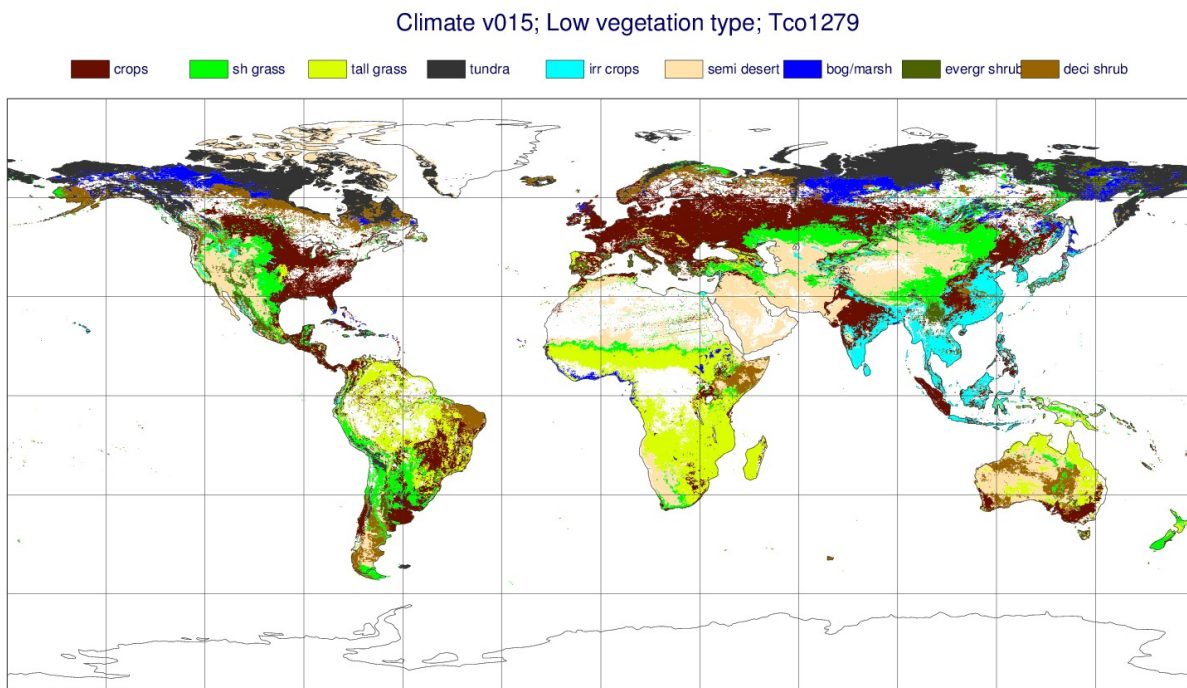 Climate v015; Low vegetation type; Tco1279
crops sh grass tall grass tundra irr crops semi desert bog/marsh evergr shrub deci shrub